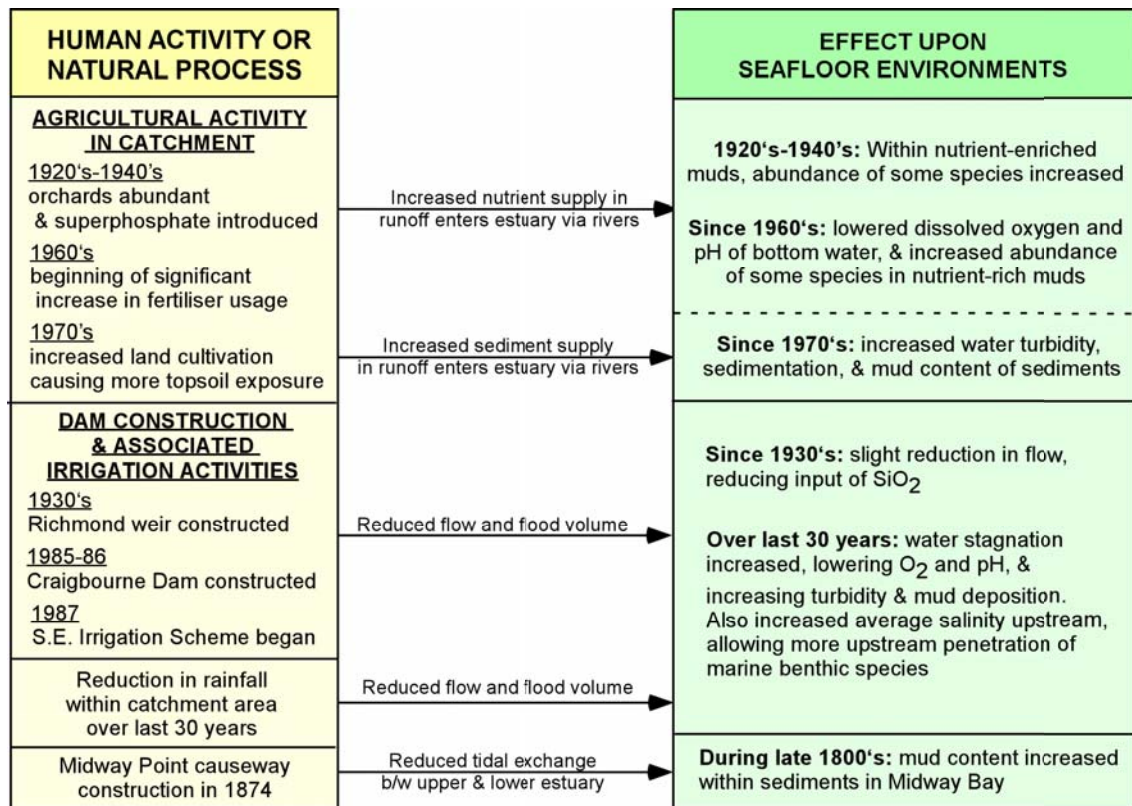 HUMAN ACTIVITY OR
NATURAL PROCESS
EFFECT UPON
SEAFLOOR ENVIRONMENTS
AGRICULTURAL ACTIVITY
IN CATCHMENT
1920‘s-1940’s
orchards abundant
& superphosphate introduced
1960‘s
beginning of significant
increase in fertiliser usage
1970’s
increased land cultivation
causing more topsoil exposure
Increased nutrient supply in
runoff enters estuary via rivers
Increased sediment supply
in runoff enters estuary via rivers
1920‘s-1940’s: Within nutrient-enriched
muds, abundance of some species increased
Since 1960‘s: lowered dissolved oxygen and
pH of bottom water, & increased abundance
of some species in nutrient-rich muds
Since 1970‘s: increased water turbidity,
sedimentation, & mud content of sediments
DAM CONSTRUCTION
& ASSOCIATED
IRRIGATION ACTIVITIES
1930‘s
Richmond weir constructed
1985-86
Craigbourne Dam constructed
1987
S.E. Irrigation Scheme began
Reduced flow and flood volume
Since 1930‘s: slight reduction in flow,
reducing input of SiO2
Over last 30 years: water stagnation
increased, lowering O2 and pH, &
increasing turbidity & mud deposition.
Also increased average salinity upstream,
allowing more upstream penetration of
marine benthic species
Reduction in rainfall
within catchment area
over last 30 years
Reduced flow and flood volume
Midway Point causeway
construction in 1874
Reduced tidal exchange
b/w upper & lower estuary
During late 1800‘s: mud content increased
within sediments in Midway Bay